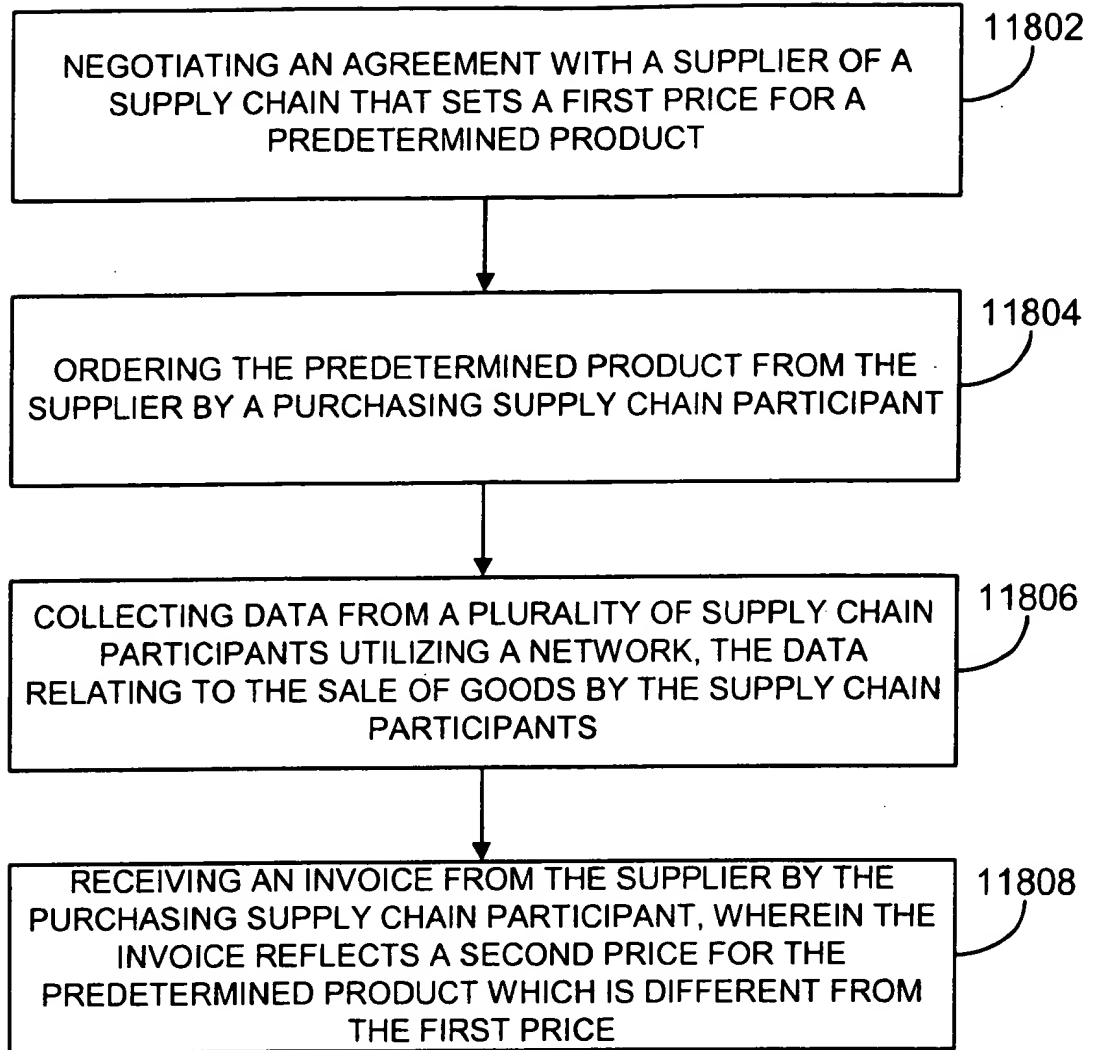 11802
NEGOTIATING AN AGREEMENT WITH A SUPPLIER OF A
SUPPLY CHAIN THAT SETS A FIRST PRICE FOR A
PREDETERMINED PRODUCT
11804
ORDERING THE PREDETERMINED PRODUCT FROM THE
SUPPLIER BY A PURCHASING SUPPLY CHAIN PARTICIPANT
11806
COLLECTING DATA FROM A PLURALITY OF SUPPLY CHAIN
PARTICIPANTS UTILIZING A NETWORK, THE DATA
RELATING TO THE SALE OF GOODS BY THE SUPPLY CHAIN
PARTICIPANTS
11808
RECEIVING AN INVOICE FROM THE SUPPLIER BY THE
PURCHASING SUPPLY CHAIN PARTICIPANT, WHEREIN THE
INVOICE REFLECTS A SECOND PRICE FOR THE
PREDETERMINED PRODUCT WHICH IS DIFFERENT FROM
THE FIRST PRICE